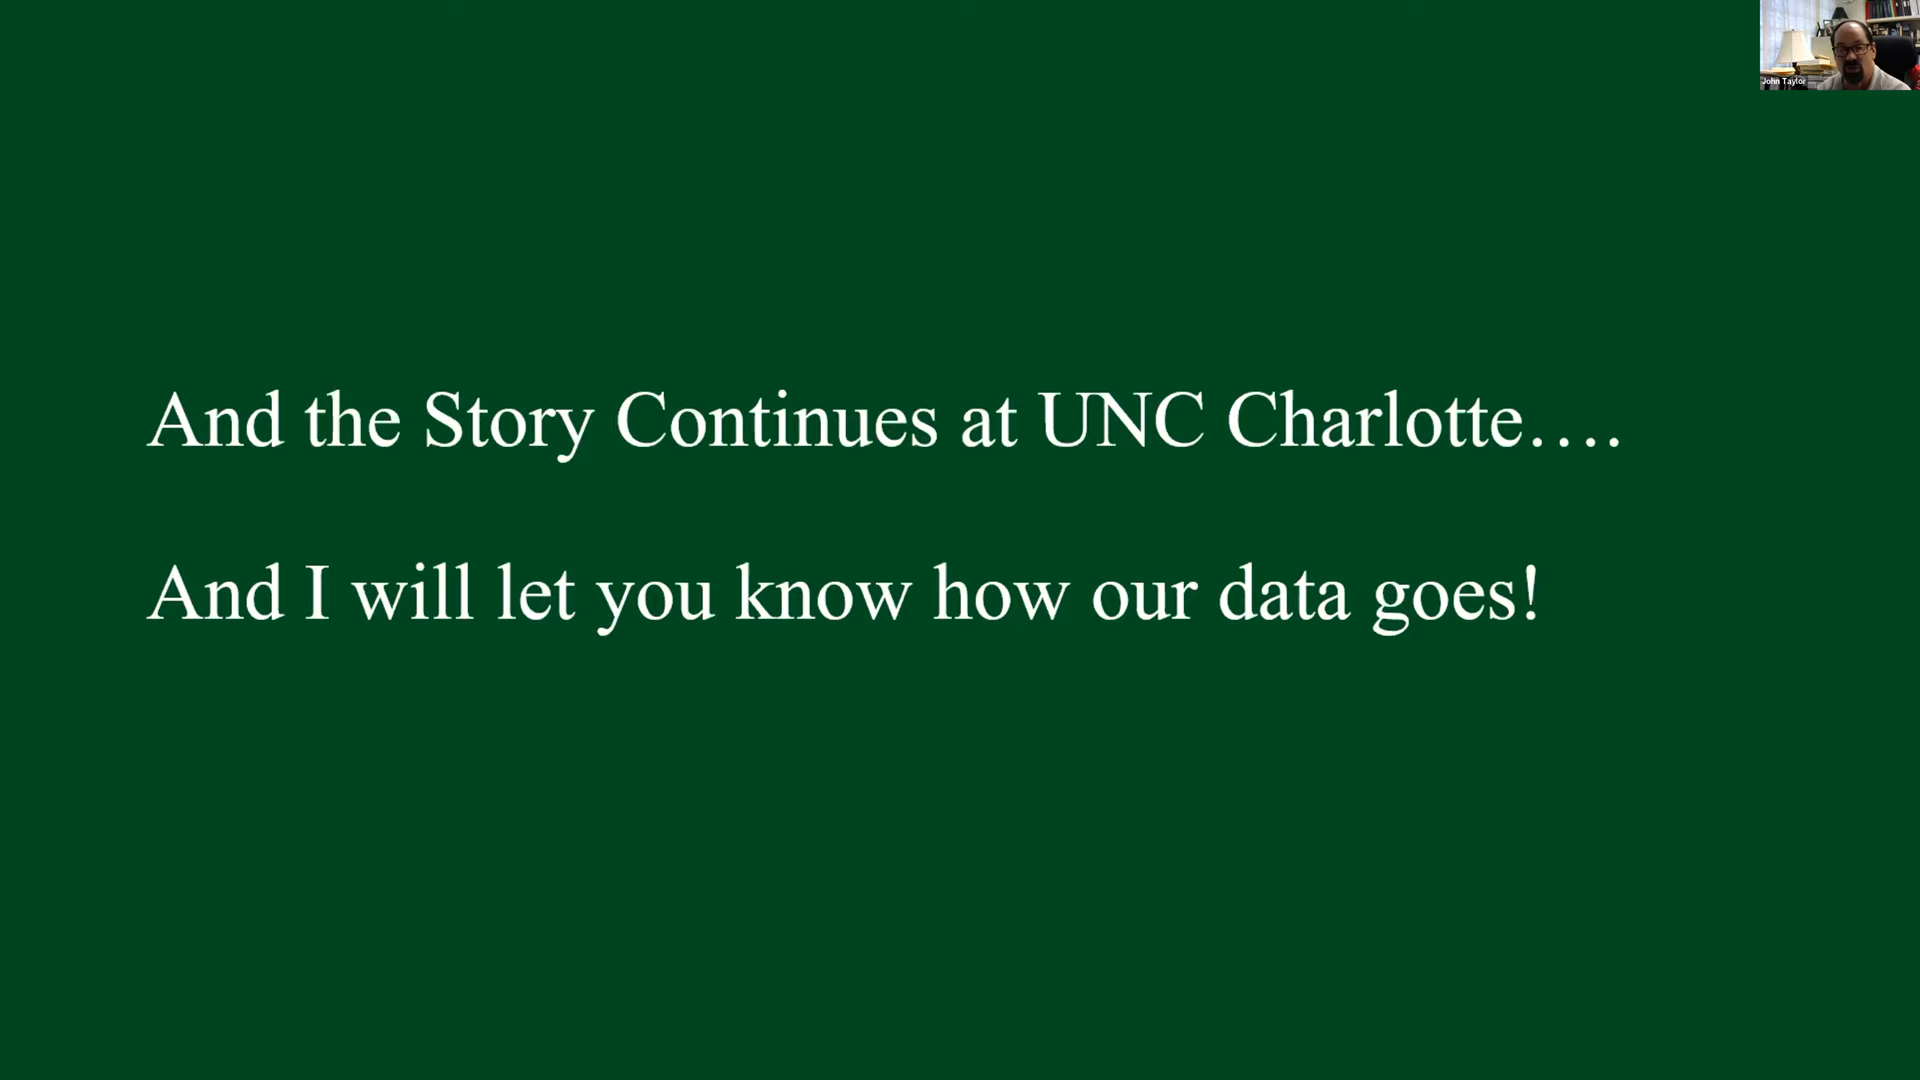 John Taylor
And the Story Continues at UNC Charlotte….
And I will let you know how our data goes!